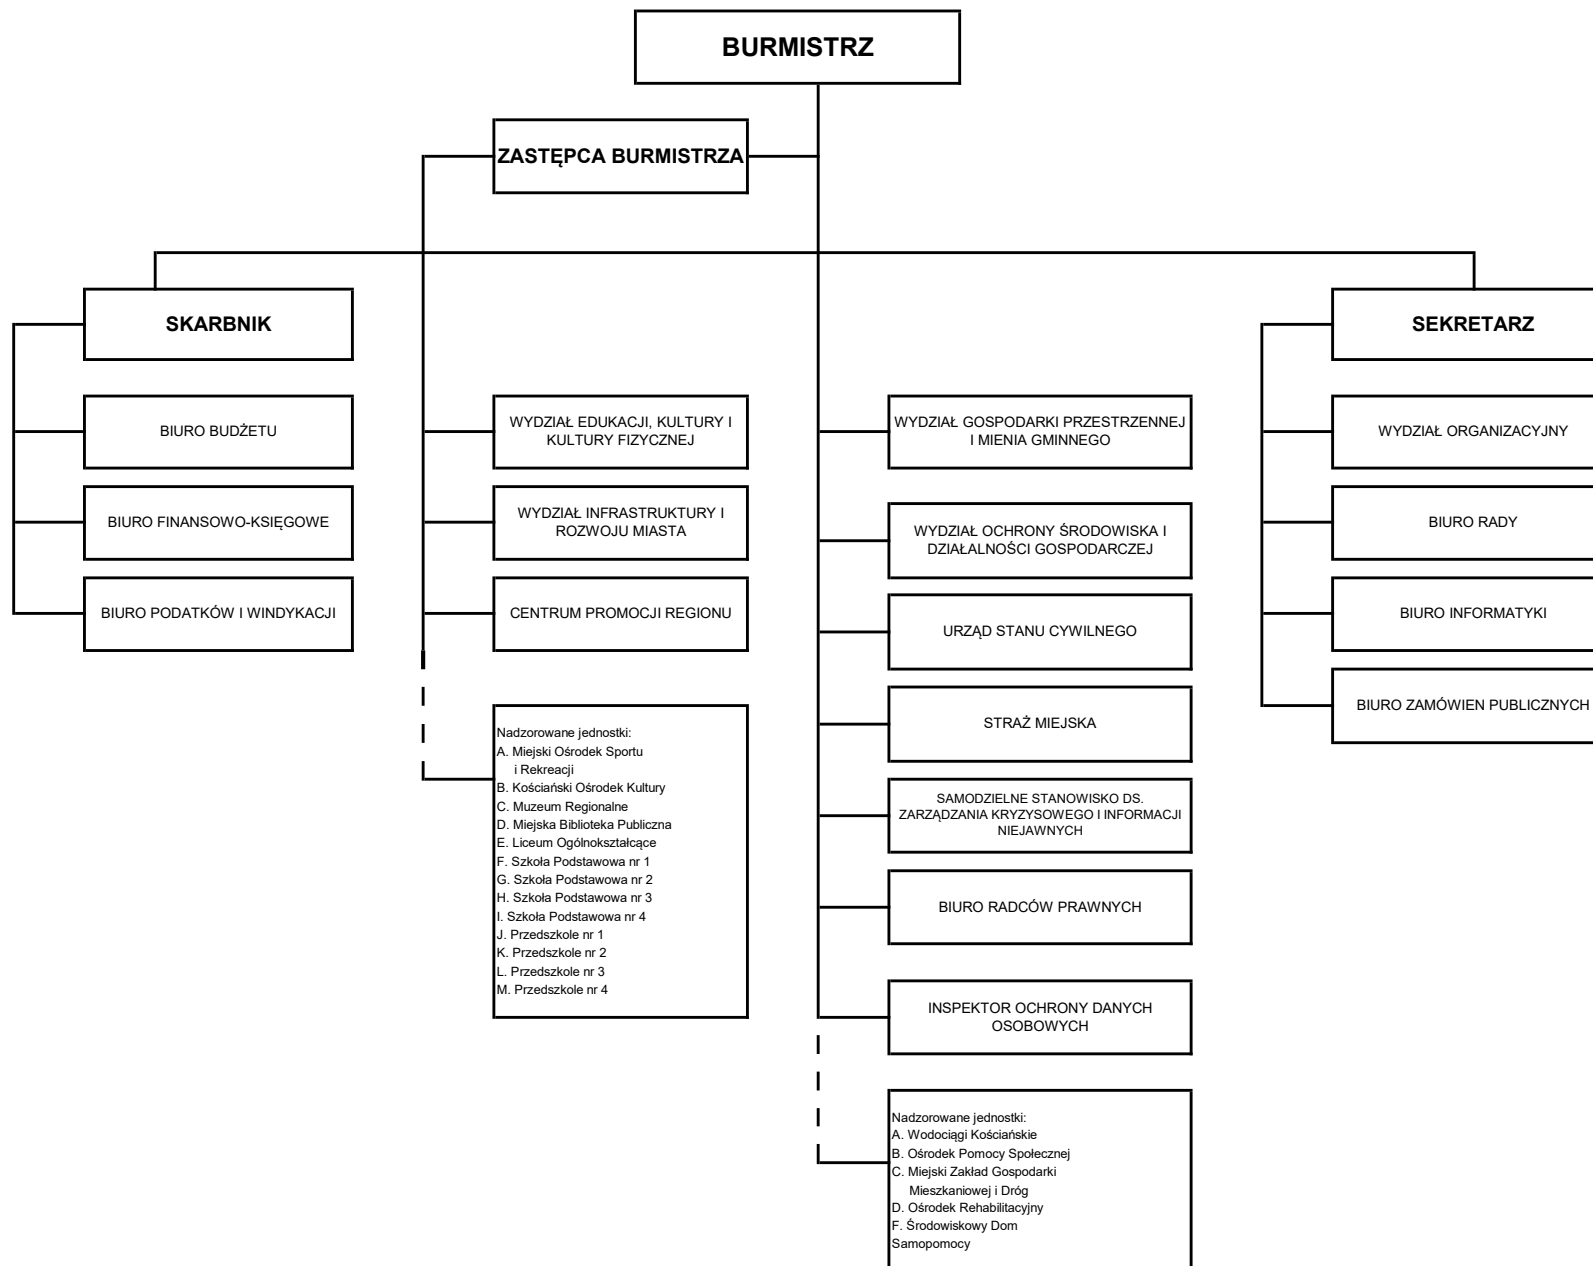 BURMISTRZ
ZASTĘPCA BURMISTRZA
SKARBNIK
BIURO BUDŻETU
BIURO FINANSOWO-KSIĘGOWE
BIURO PODATKÓW I WINDYKACJI
WYDZIAŁ EDUKACJI, KULTURY I
KULTURY FIZYCZNEJ
WYDZIAŁ INFRASTRUKTURY I
ROZWOJU MIASTA
CENTRUM PROMOCJI REGIONU
Nadzorowane jednostki:
A. Miejski Ośrodek Sportu
i Rekreacji
B. Kościański Ośrodek Kultury
C. Muzeum Regionalne
D. Miejska Biblioteka Publiczna
E. Liceum Ogólnokształcące
F. Szkoła Podstawowa nr 1
G. Szkoła Podstawowa nr 2
H. Szkoła Podstawowa nr 3
I. Szkoła Podstawowa nr 4
J. Przedszkole nr 1
K. Przedszkole nr 2
L. Przedszkole nr 3
M. Przedszkole nr 4
WYDZIAŁ GOSPODARKI PRZESTRZENNEJ
I MIENIA GMINNEGO
WYDZIAŁ OCHRONY ŚRODOWISKA I
DZIAŁALNOŚCI GOSPODARCZEJ
URZĄD STANU CYWILNEGO
STRAŻ MIEJSKA
SAMODZIELNE STANOWISKO DS.
ZARZĄDZANIA KRYZYSOWEGO I INFORMACJI
NIEJAWNYCH
BIURO RADCÓW PRAWNYCH
INSPEKTOR OCHRONY DANYCH
OSOBOWYCH
Nadzorowane jednostki:
A. Wodociągi Kościańskie
B. Ośrodek Pomocy Społecznej
C. Miejski Zakład Gospodarki
Mieszkaniowej i Dróg
D. Ośrodek Rehabilitacyjny
F. Środowiskowy Dom
Samopomocy
SEKRETARZ
WYDZIAŁ ORGANIZACYJNY
BIURO RADY
BIURO INFORMATYKI
BIURO ZAMÓWIEN PUBLICZNYCH